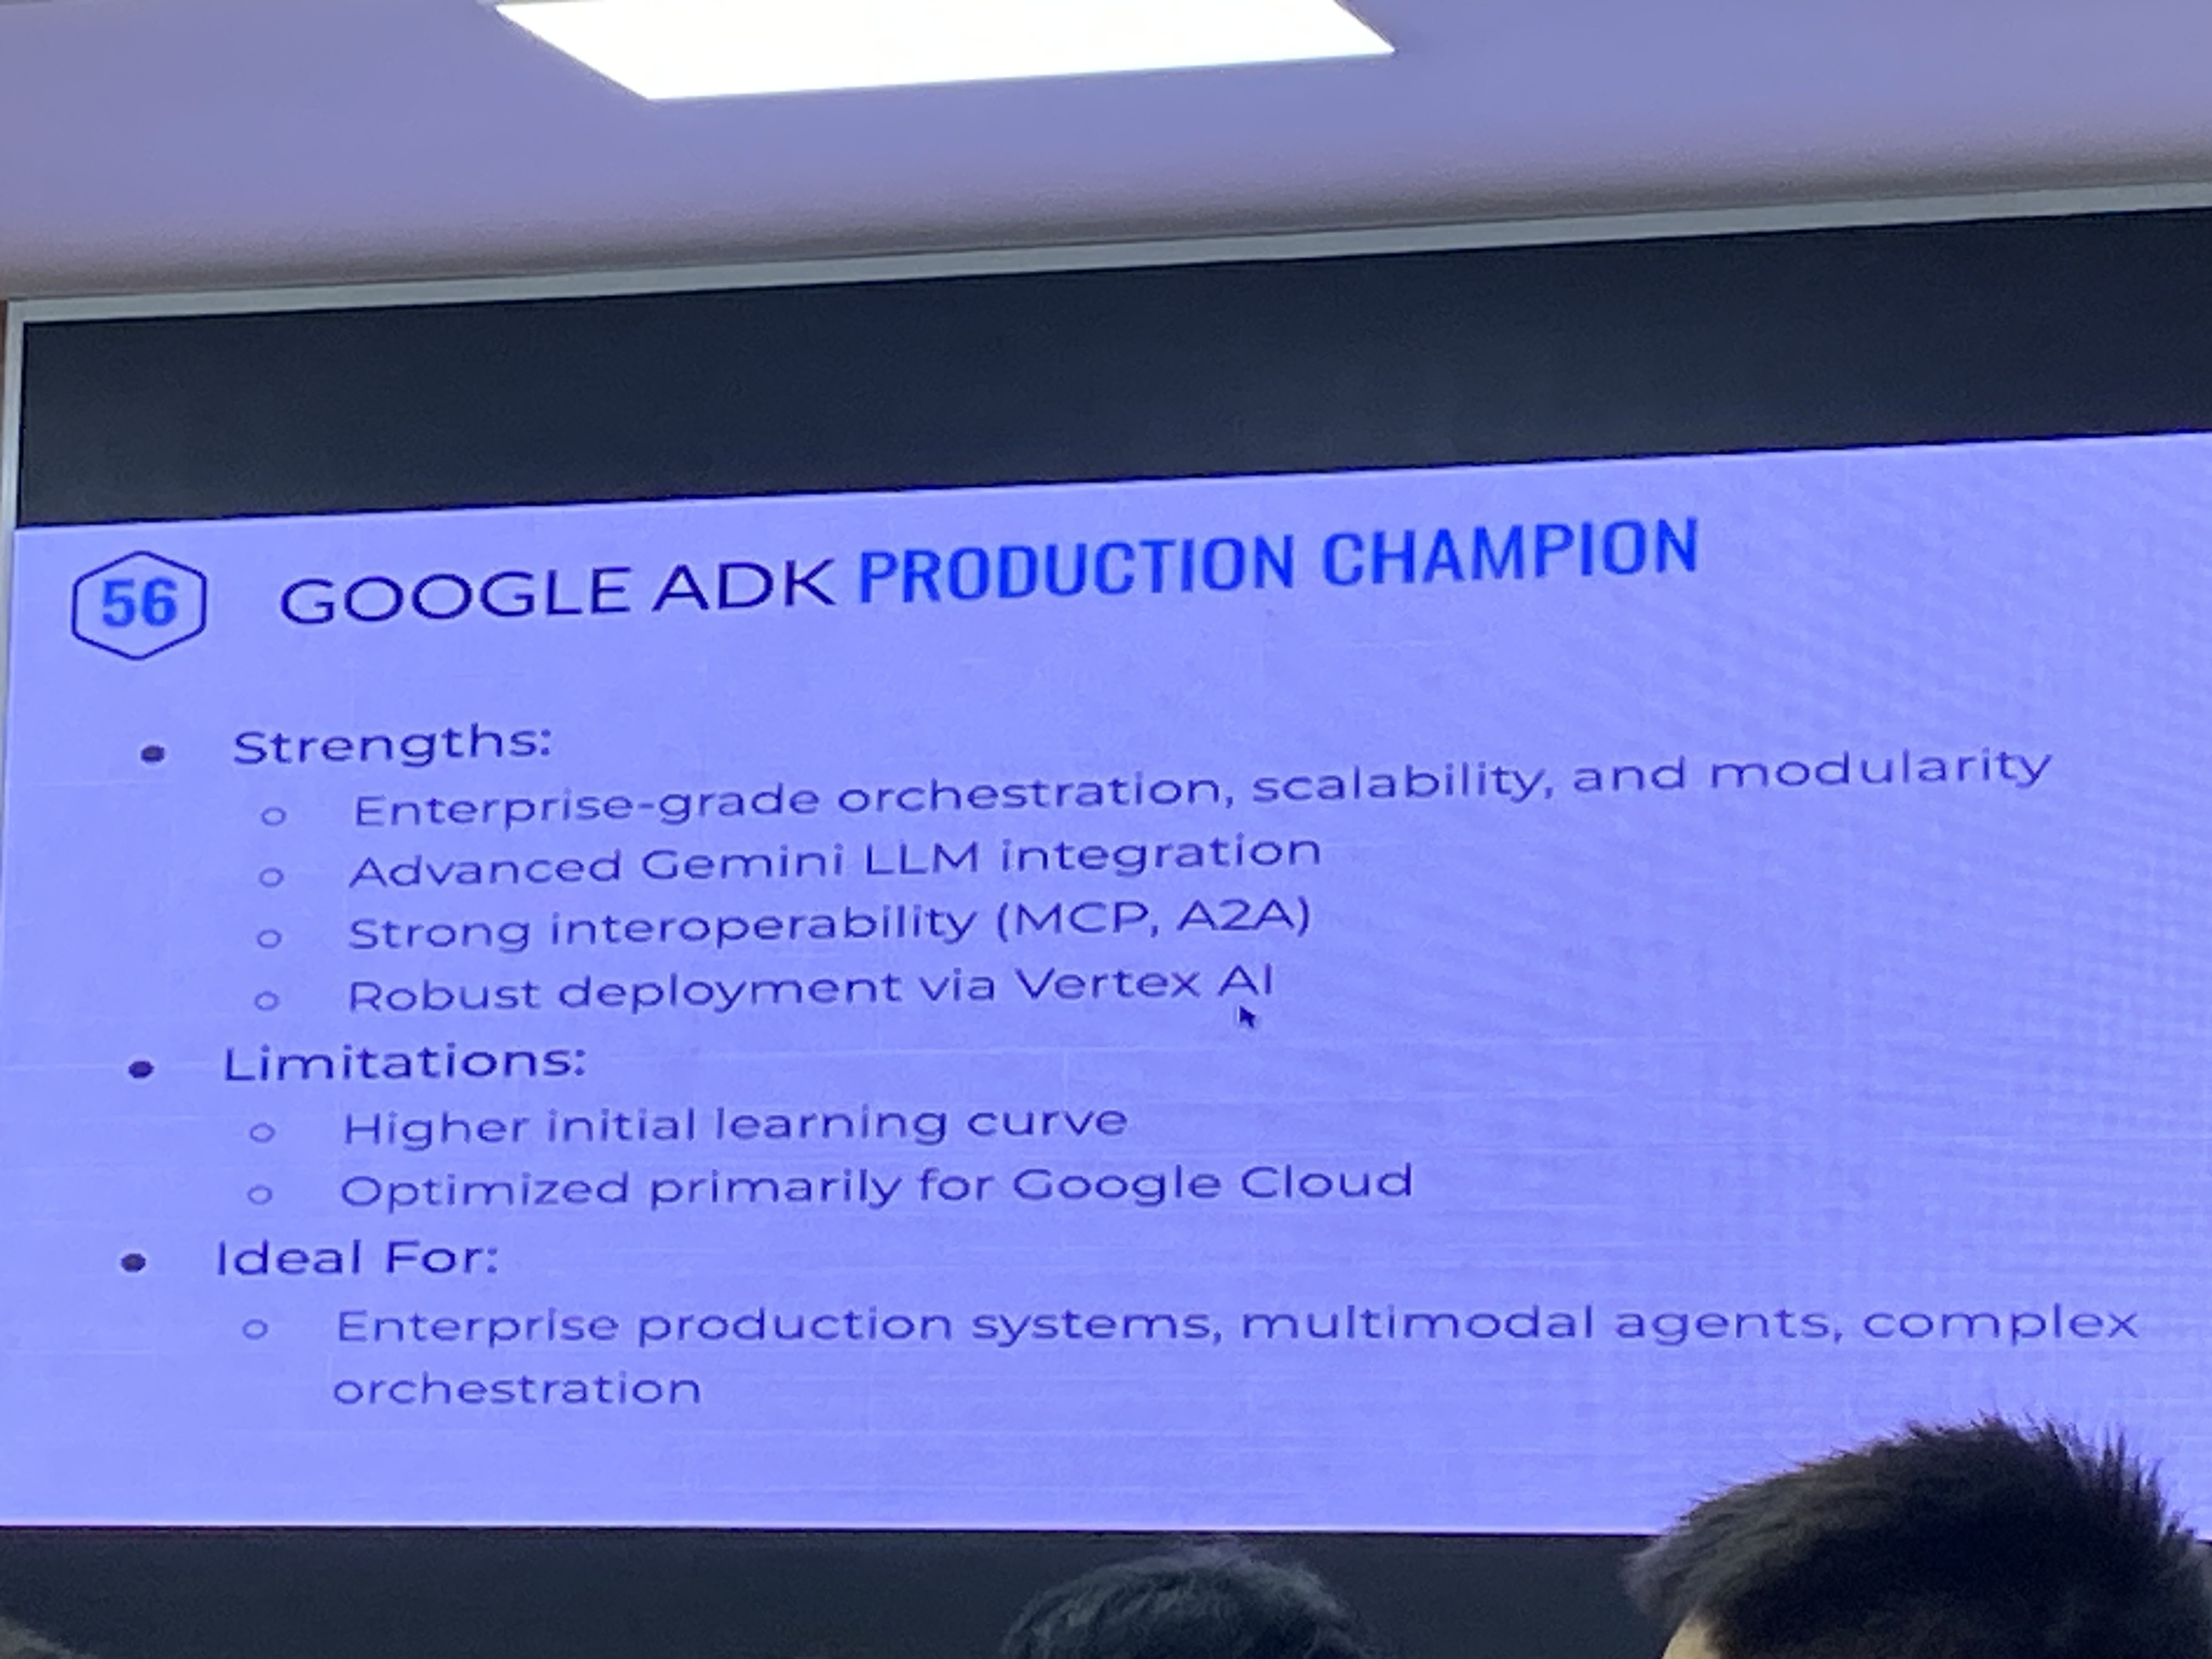 56
GOOGLE ADK PRODUCTION CHAMPION
• Strengths:
○ Enterprise-grade orchestration, scalability, and modularity
○ Advanced Gemini LLM integration
○ Strong interoperability (MCP, A2A)
○ Robust deployment via Vertex AI
• Limitations:
○ Higher initial learning curve
○ Optimized primarily for Google Cloud
• Ideal For:
○ Enterprise production systems, multimodal agents, complex
orchestration